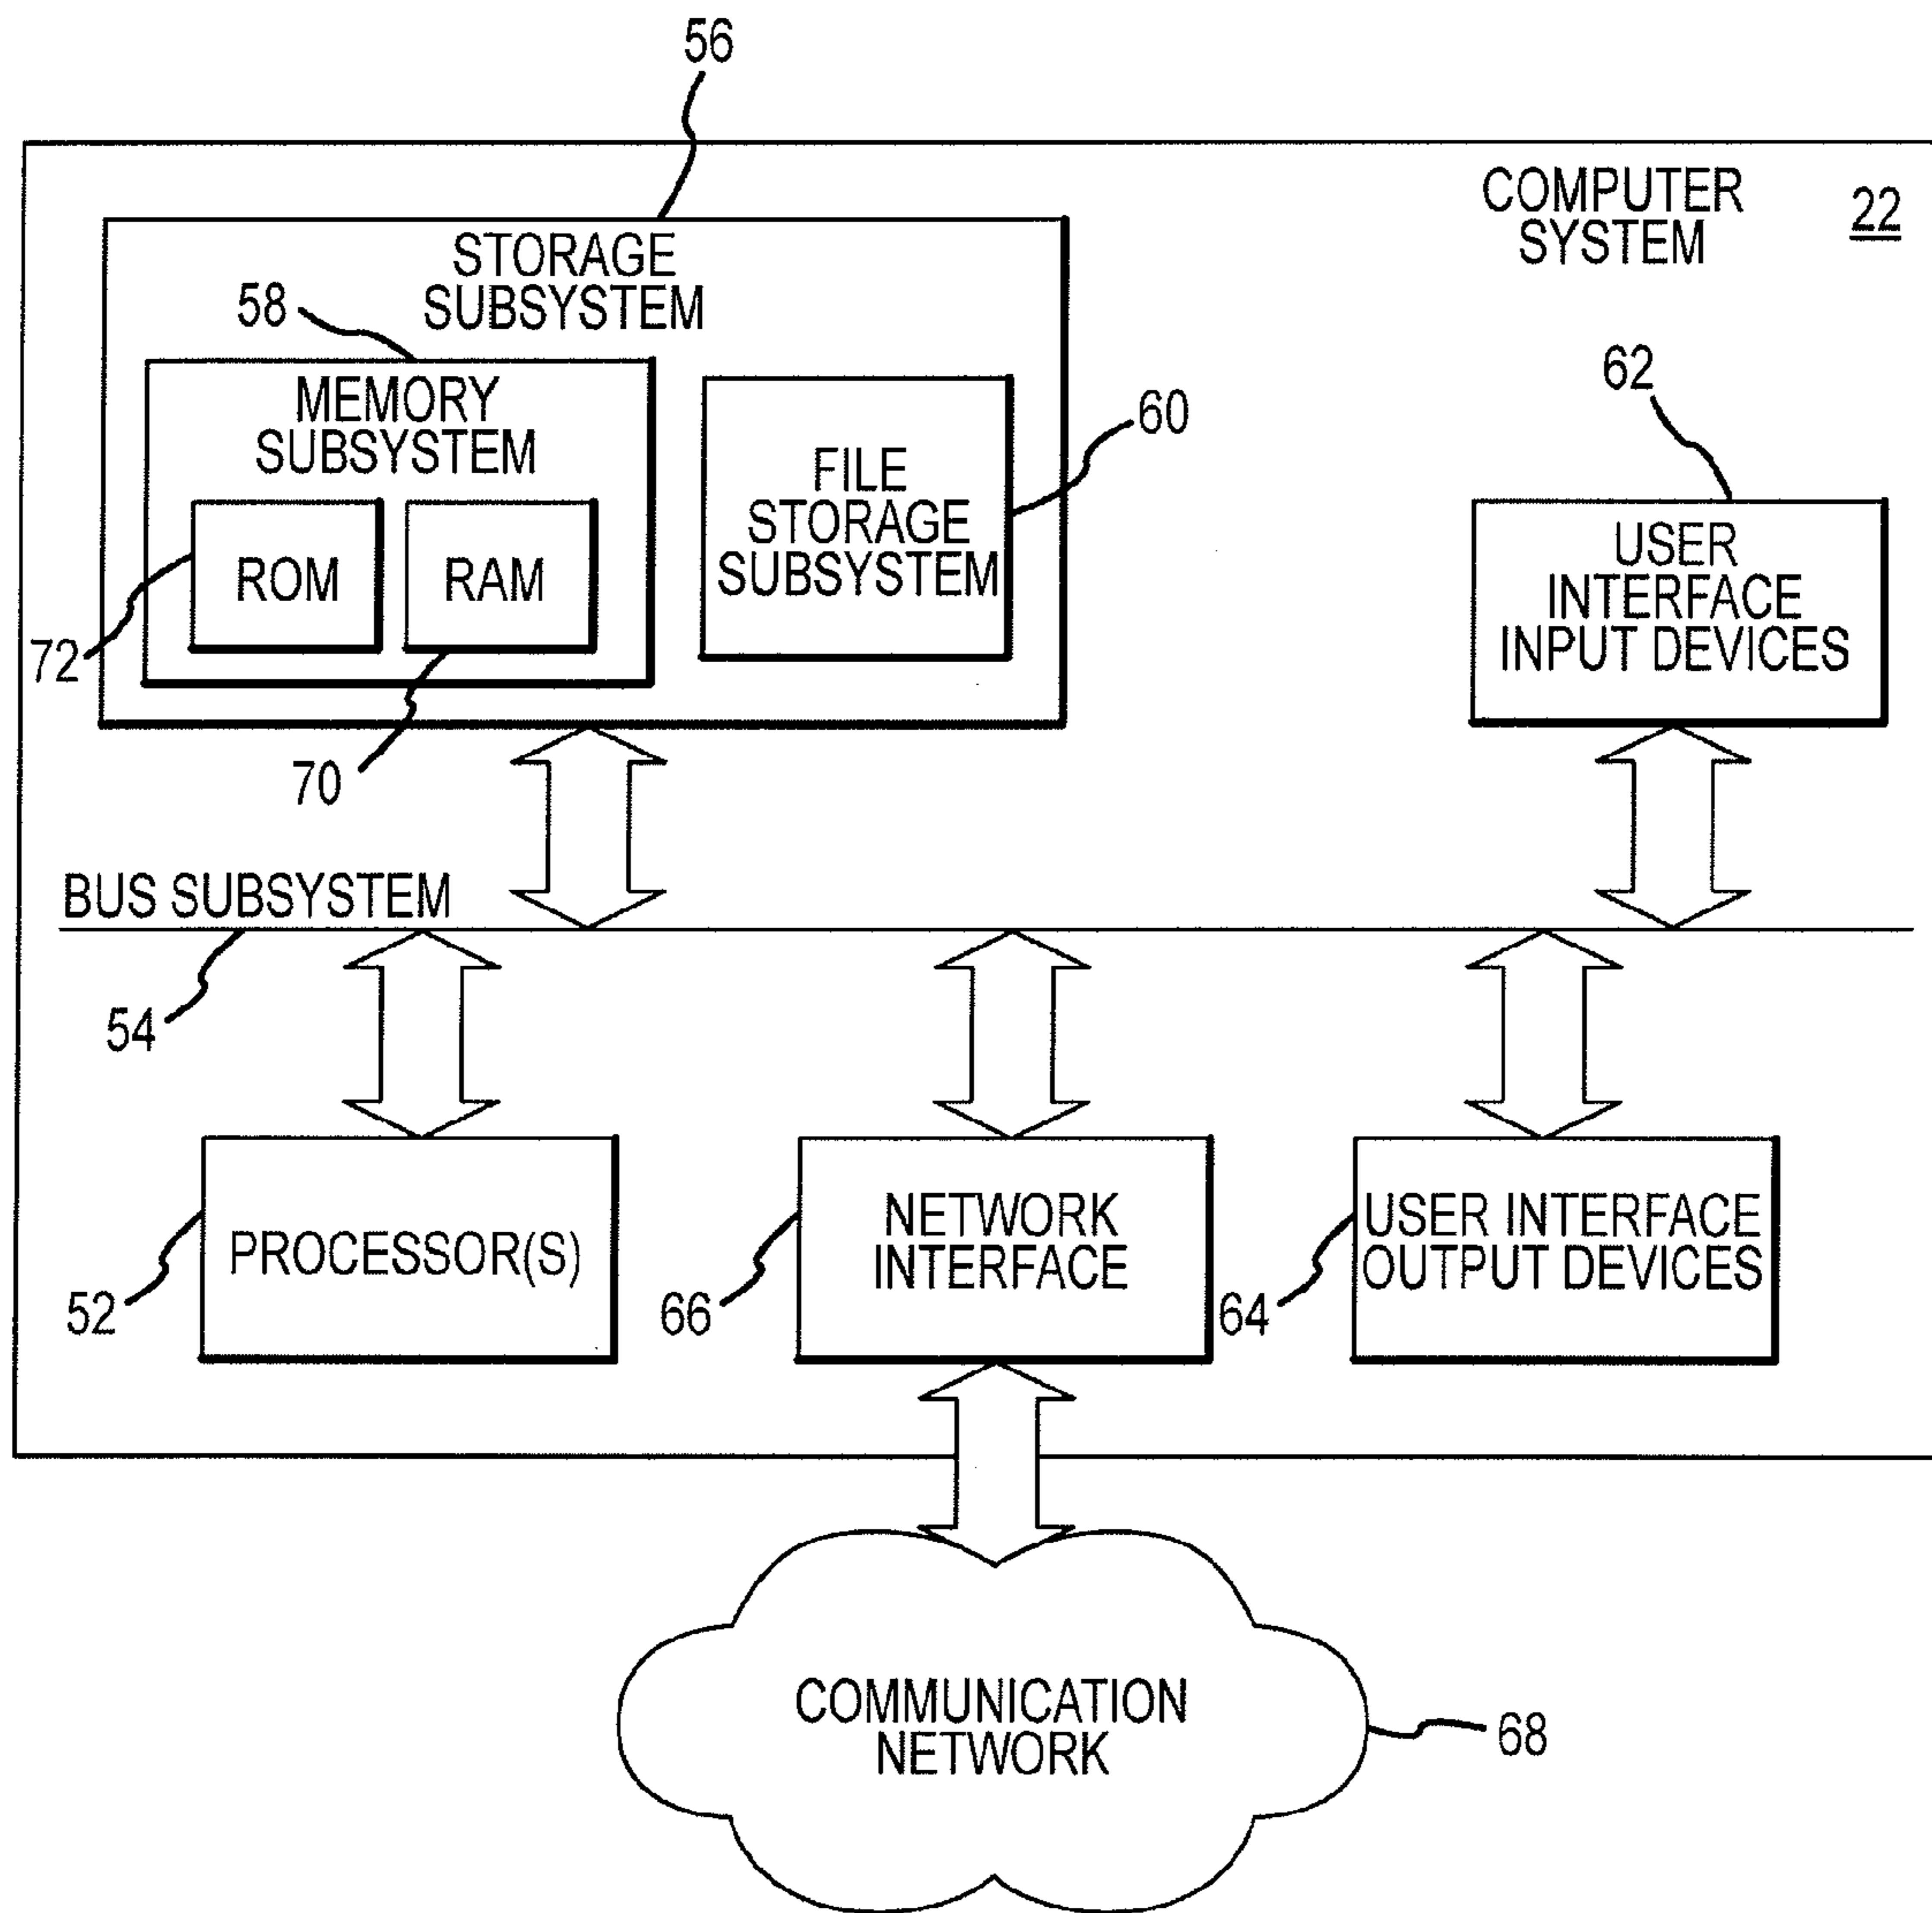 56
COMPUTER
SYSTEM
22
STORAGE
SUBSYSTEM
58
MEMORY
SUBSYSTEM
ROM
RAM
72
70
FILE
STORAGE
SUBSYSTEM
60
62
USER
INTERFACE
INPUT DEVICES
BUS SUBSYSTEM
54
PROCESSOR(S)
52
NETWORK
INTERFACE
66
USER INTERFACE
OUTPUT DEVICES
64
COMMUNICATION
NETWORK
68